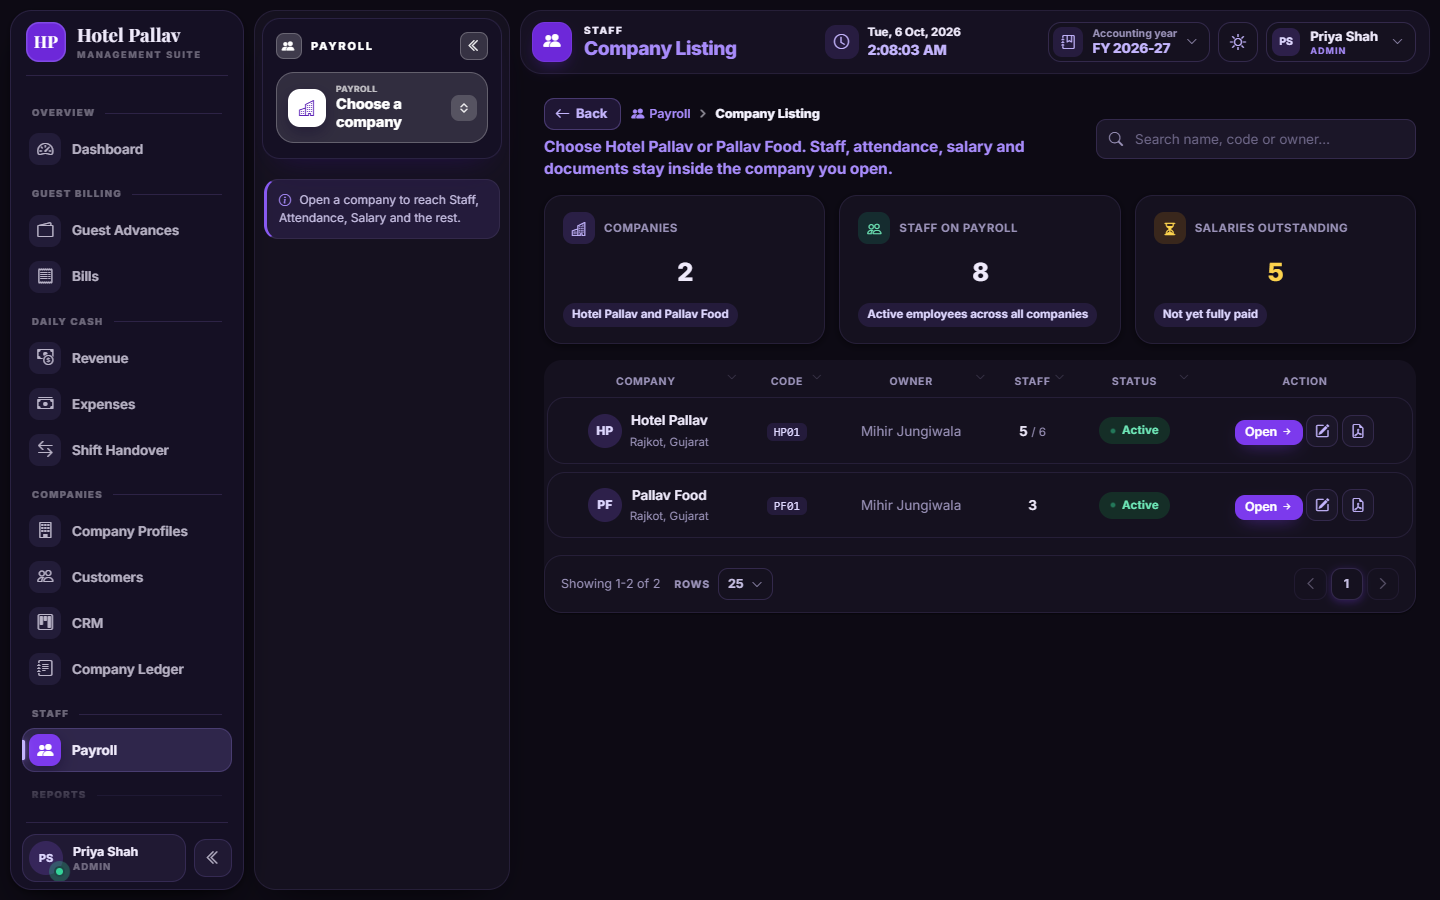 HP
Hotel Pallav
MANAGEMENT SUITE
OVERVIEW
Dashboard
GUEST BILLING
Guest Advances
Bills
DAILY CASH
Revenue
Expenses
Shift Handover
COMPANIES
Company Profiles
Customers
CRM
Company Ledger
STAFF
Payroll
REPORTS
PS
Priya Shah
ADMIN
PAYROLL
PAYROLL
Choose a
company
Open a company to reach Staff,
Attendance, Salary and the rest.
STAFF
Company Listing
Tue, 6 Oct, 2026
2:08:03 AM
Accounting year
FY 2026-27
PS
Priya Shah
ADMIN
Back
Payroll
Company Listing
Choose Hotel Pallav or Pallav Food. Staff, attendance, salary and
documents stay inside the company you open.
Search name, code or owner...
COMPANIES
2
Hotel Pallav and Pallav Food
STAFF ON PAYROLL
8
Active employees across all companies
SALARIES OUTSTANDING
5
Not yet fully paid
COMPANY CODE OWNER STAFF STATUS ACTION
HP Hotel Pallav
Rajkot, Gujarat
HP01 Mihir Jungiwala 5 / 6 Active Open
PF Pallav Food
Rajkot, Gujarat
PF01 Mihir Jungiwala 3 Active Open
Showing 1-2 of 2 ROWS 25
1